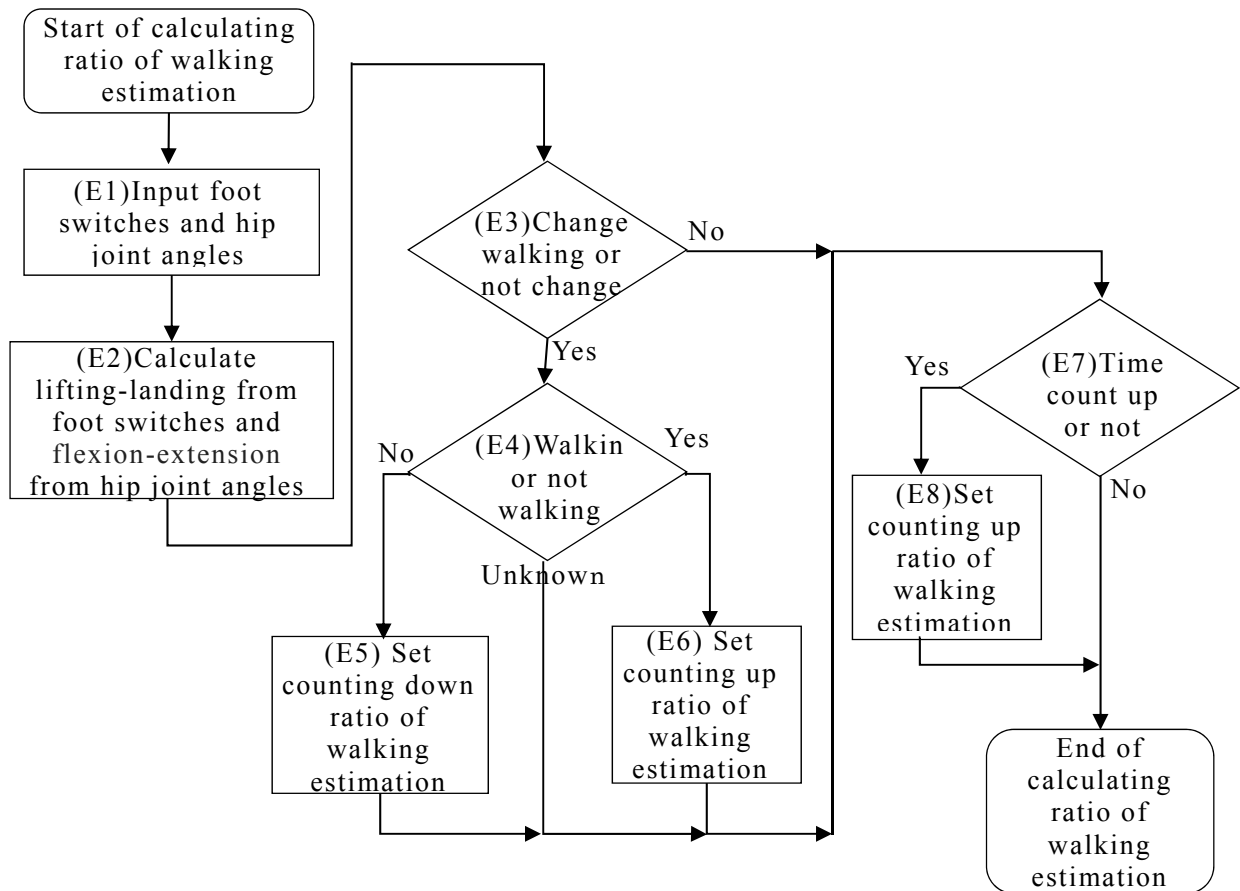 Start of calculating
ratio of walking
estimation
(E1)Input foot
switches and hip
joint angles
(E2)Calculate
lifting-landing from
foot switches and
flexion-extension
from hip joint angles
(E3)Change
walking or
not change
No
Yes
(E4)Walkin
or not
walking
No
Yes
Unknown
(E5) Set
counting down
ratio of
walking
estimation
(E6) Set
counting up
ratio of
walking
estimation
(E7)Time
count up
or not
Yes
No
(E8)Set
counting up
ratio of
walking
estimation
End of
calculating
ratio of
walking
estimation